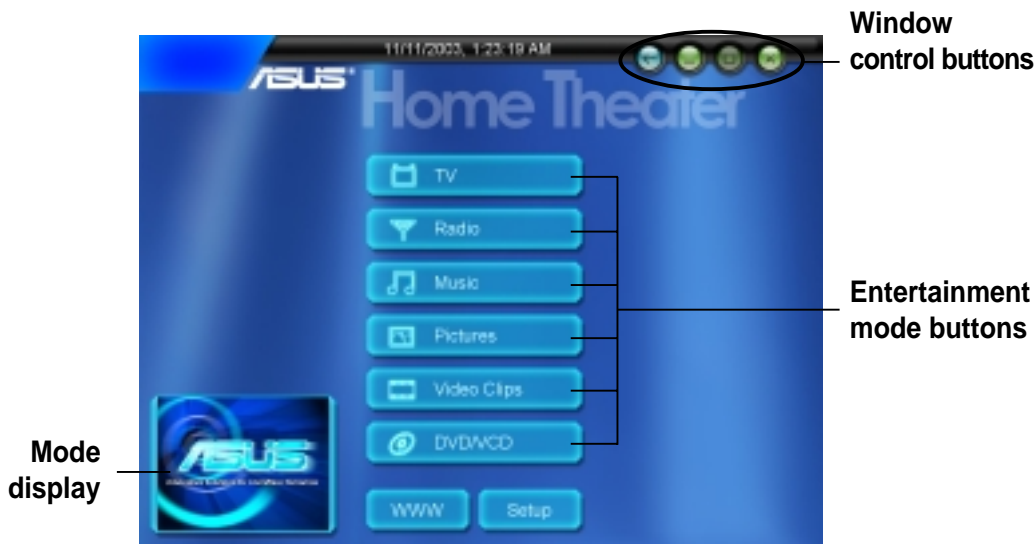 11/11/2003, 1:23:19 AM
Window
control buttons
ASUS
Home Theater
TV
Radio
Music
Pictures
Video Clips
DVD/VCD
Entertainment
mode buttons
Mode
display
ASUS
WWW
Setup